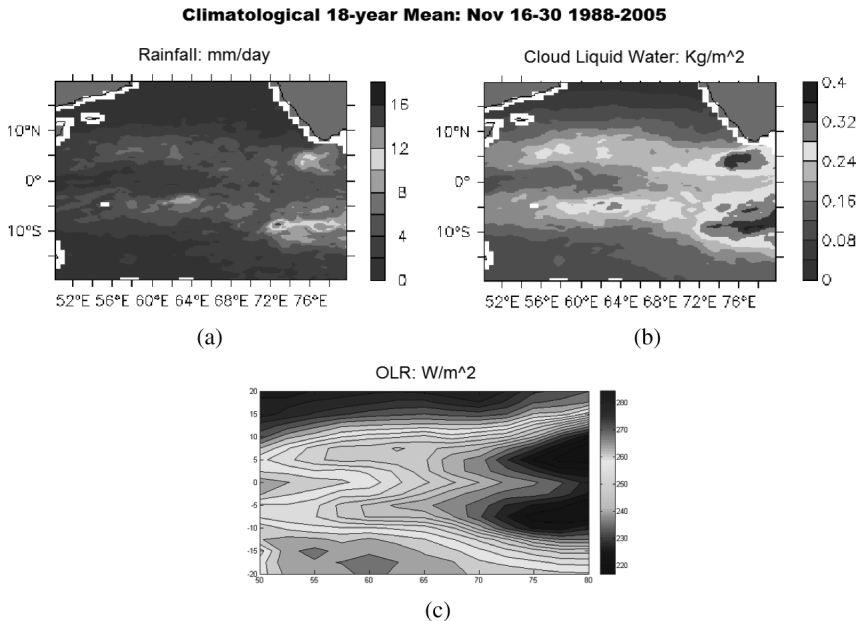 Climatological 18-year Mean: Nov 16-30 1988-2005
Rainfall: mm/day
Cloud Liquid Water: Kg/m^2
10°N
0°
10°S
52°E 56°E 60°E 64°E 68°E 72°E 76°E
16
12
8
4
0
(a)
10°N
0°
10°S
52°E 56°E 60°E 64°E 68°E 72°E 76°E
0.4
0.32
0.24
0.16
0.08
0
(b)
OLR: W/m^2
20
15
10
5
0
-5
-10
-15
-20
50 55 60 65 70 75 80
280
270
260
250
240
230
220
(c)